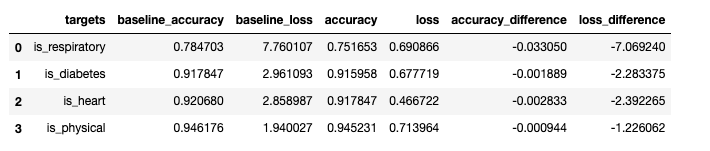 targets baseline_accuracy baseline_loss accuracy loss accuracy_difference loss_difference
0 is_respiratory 0.784703 7.760107 0.751653 0.690866 -0.033050 -7.069240
1 is_diabetes 0.917847 2.961093 0.915958 0.677719 -0.001889 -2.283375
2 is_heart 0.920680 2.858987 0.917847 0.466722 -0.002833 -2.392265
3 is_physical 0.946176 1.940027 0.945231 0.713964 -0.000944 -1.226062